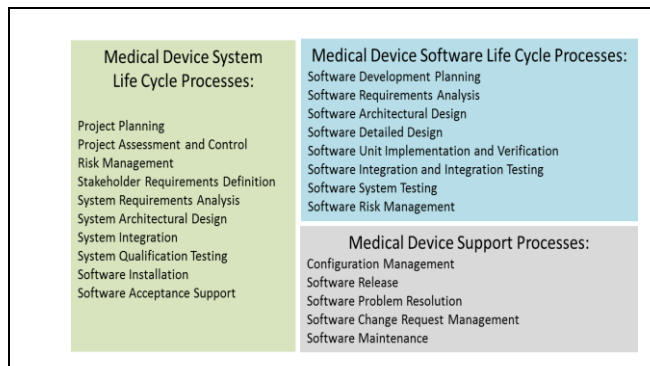 Medical Device System
Life Cycle Processes:
Project Planning
Project Assessment and Control
Risk Management
Stakeholder Requirements Definition
System Requirements Analysis
System Architectural Design
System Integration
System Qualification Testing
Software Installation
Software Acceptance Support
Medical Device Software Life Cycle Processes:
Software Development Planning
Software Requirements Analysis
Software Architectural Design
Software Detailed Design
Software Unit Implementation and Verification
Software Integration and Integration Testing
Software System Testing
Software Risk Management
Medical Device Support Processes:
Configuration Management
Software Release
Software Problem Resolution
Software Change Request Management
Software Maintenance